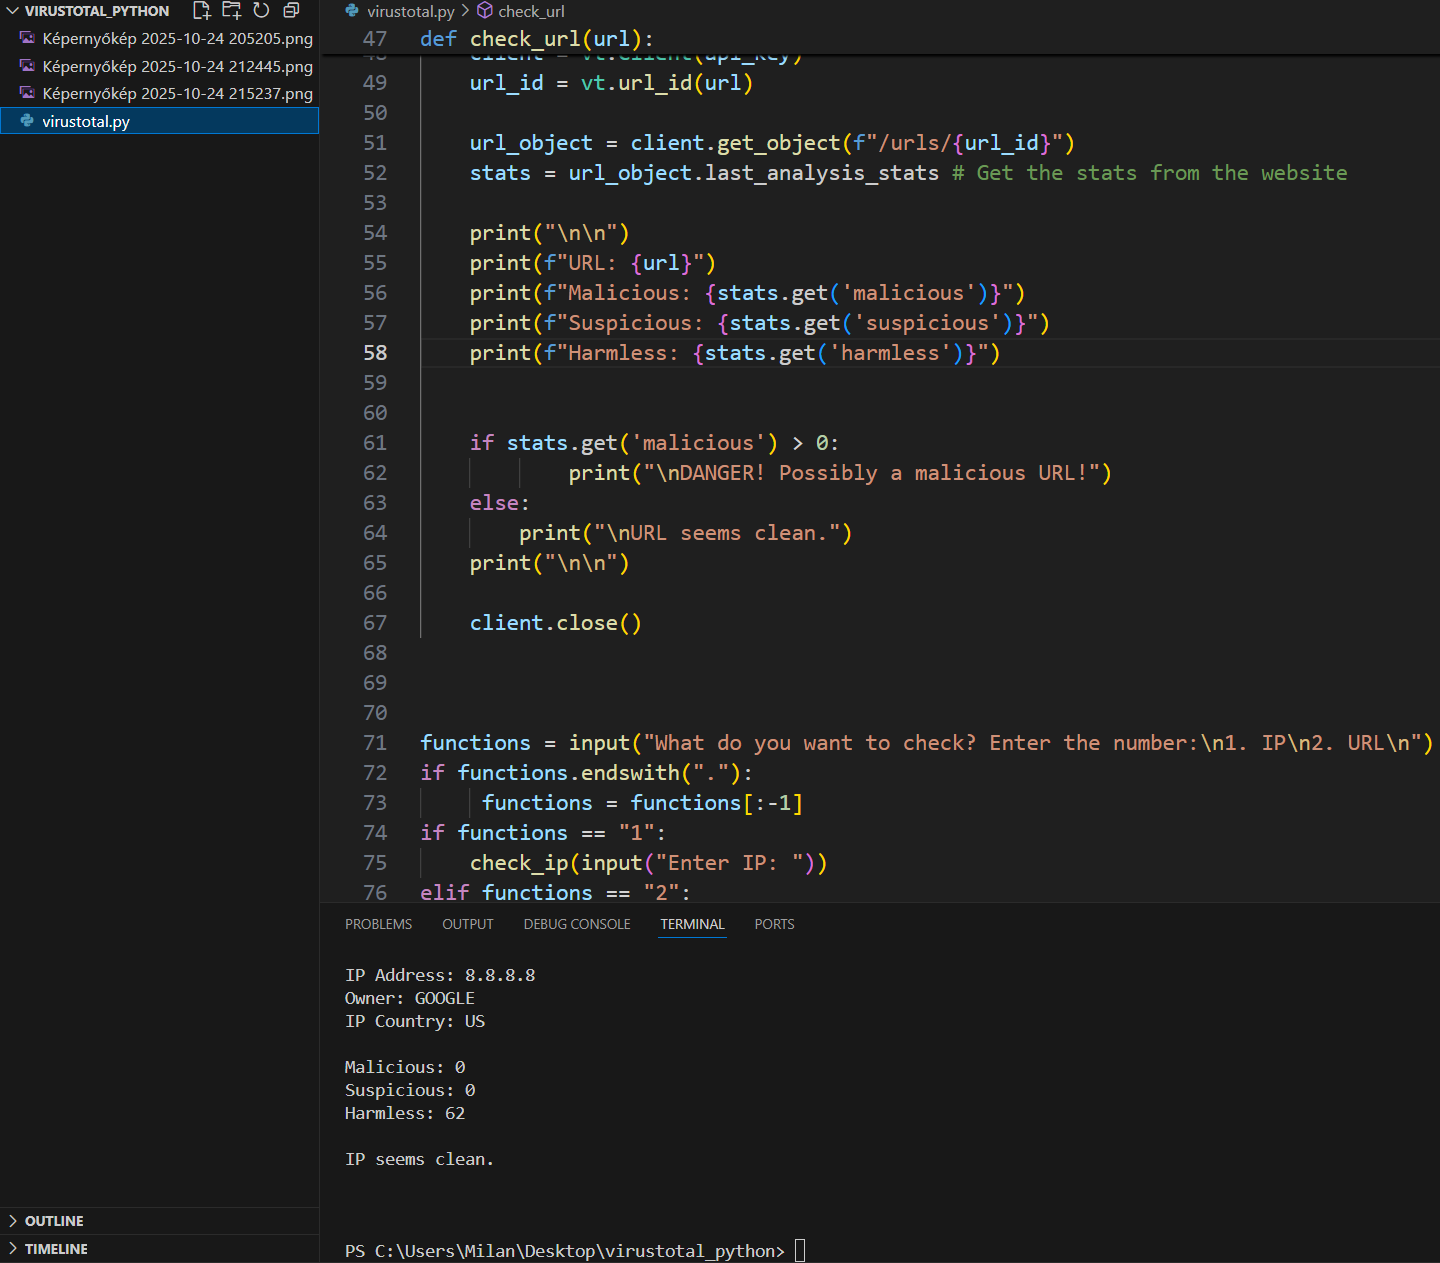 VIRUSTOTAL_PYTHON
Képernyőkép 2025-10-24 205205.png
Képernyőkép 2025-10-24 212445.png
Képernyőkép 2025-10-24 215237.png
virustotal.py
OUTLINE
TIMELINE
virustotal.py > check_url
47 def check_url(url):
48     client = vt.Client(api_key)
49     url_id = vt.url_id(url)
50
51     url_object = client.get_object(f"/urls/{url_id}")
52     stats = url_object.last_analysis_stats # Get the stats from the website
53
54     print("\n\n")
55     print(f"URL: {url}")
56     print(f"Malicious: {stats.get('malicious')}")
57     print(f"Suspicious: {stats.get('suspicious')}")
58     print(f"Harmless: {stats.get('harmless')}")
59
60
61     if stats.get('malicious') > 0:
62             print("\nDANGER! Possibly a malicious URL!")
63     else:
64         print("\nURL seems clean.")
65     print("\n\n")
66
67     client.close()
68
69
70
71 functions = input("What do you want to check? Enter the number:\n1. IP\n2. URL\n")
72 if functions.endswith("."):
73      functions = functions[:-1]
74 if functions == "1":
75     check_ip(input("Enter IP: "))
76 elif functions == "2":
PROBLEMS OUTPUT DEBUG CONSOLE TERMINAL PORTS
IP Address: 8.8.8.8
Owner: GOOGLE
IP Country: US
Malicious: 0
Suspicious: 0
Harmless: 62
IP seems clean.
PS C:\Users\Milan\Desktop\virustotal_python>